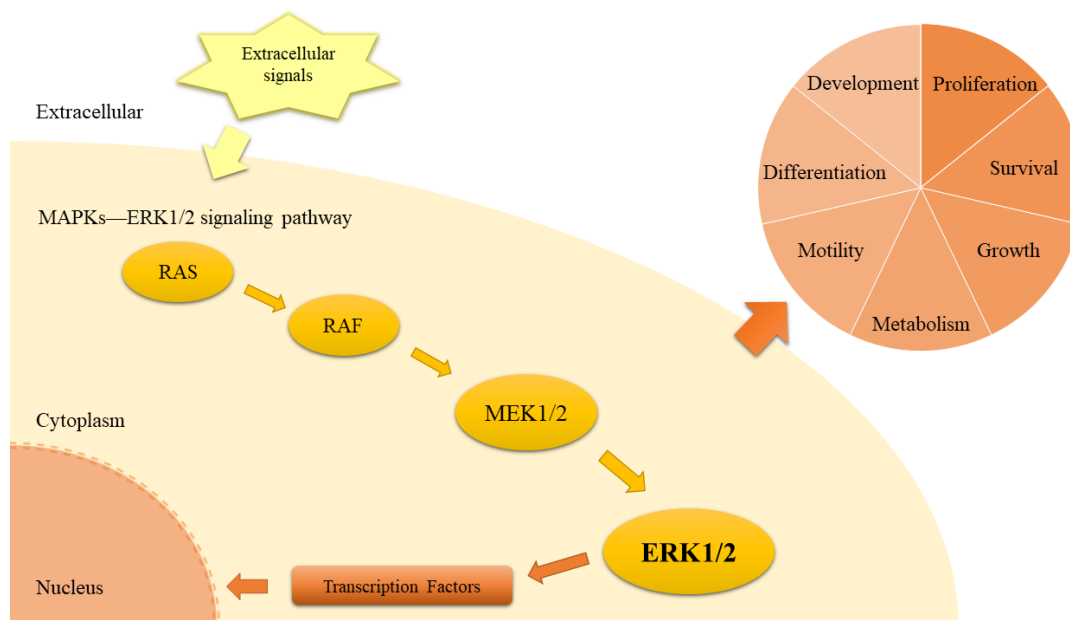 Extracellular
signals
Extracellular
MAPKs—ERK1/2 signaling pathway
RAS
RAF
MEK1/2
Cytoplasm
ERK1/2
Transcription Factors
Nucleus
Development
Proliferation
Differentiation
Survival
Motility
Growth
Metabolism